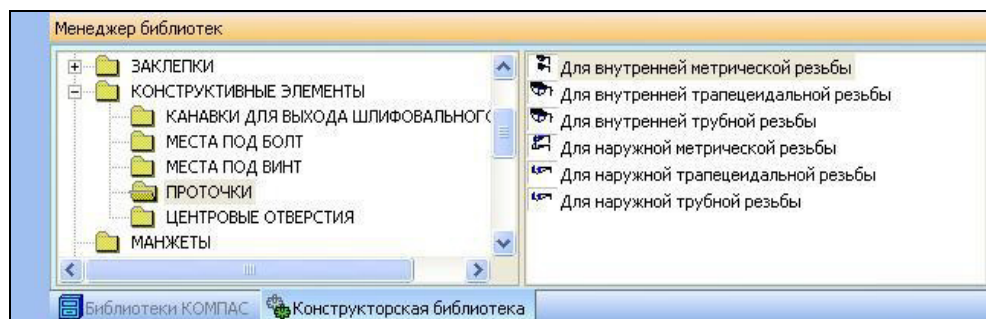 Менеджер библиотек
ЗАКЛЕПКИ
КОНСТРУКТИВНЫЕ ЭЛЕМЕНТЫ
КАНАВКИ ДЛЯ ВЫХОДА ШЛИФОВАЛЬНОГО
МЕСТА ПОД БОЛТ
МЕСТА ПОД ВИНТ
ПРОТОЧКИ
ЦЕНТРОВЫЕ ОТВЕРСТИЯ
МАНЖЕТЫ
Для внутренней метрической резьбы
Для внутренней трапецеидальной резьбы
Для внутренней трубной резьбы
Для наружной метрической резьбы
Для наружной трапецеидальной резьбы
Для наружной трубной резьбы
Библиотеки КОМПАС
Конструкторская библиотека